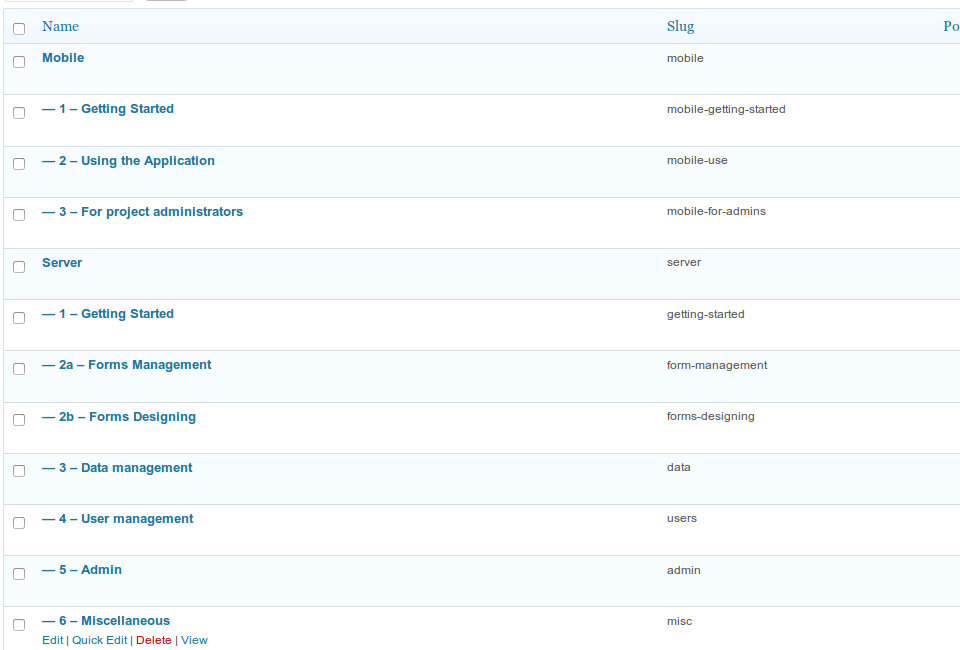 Name Slug Po
Mobile mobile
— 1 – Getting Started mobile-getting-started
— 2 – Using the Application mobile-use
— 3 – For project administrators mobile-for-admins
Server server
— 1 – Getting Started getting-started
— 2a – Forms Management form-management
— 2b – Forms Designing forms-designing
— 3 – Data management data
— 4 – User management users
— 5 – Admin admin
— 6 – Miscellaneous misc
Edit | Quick Edit | Delete | View